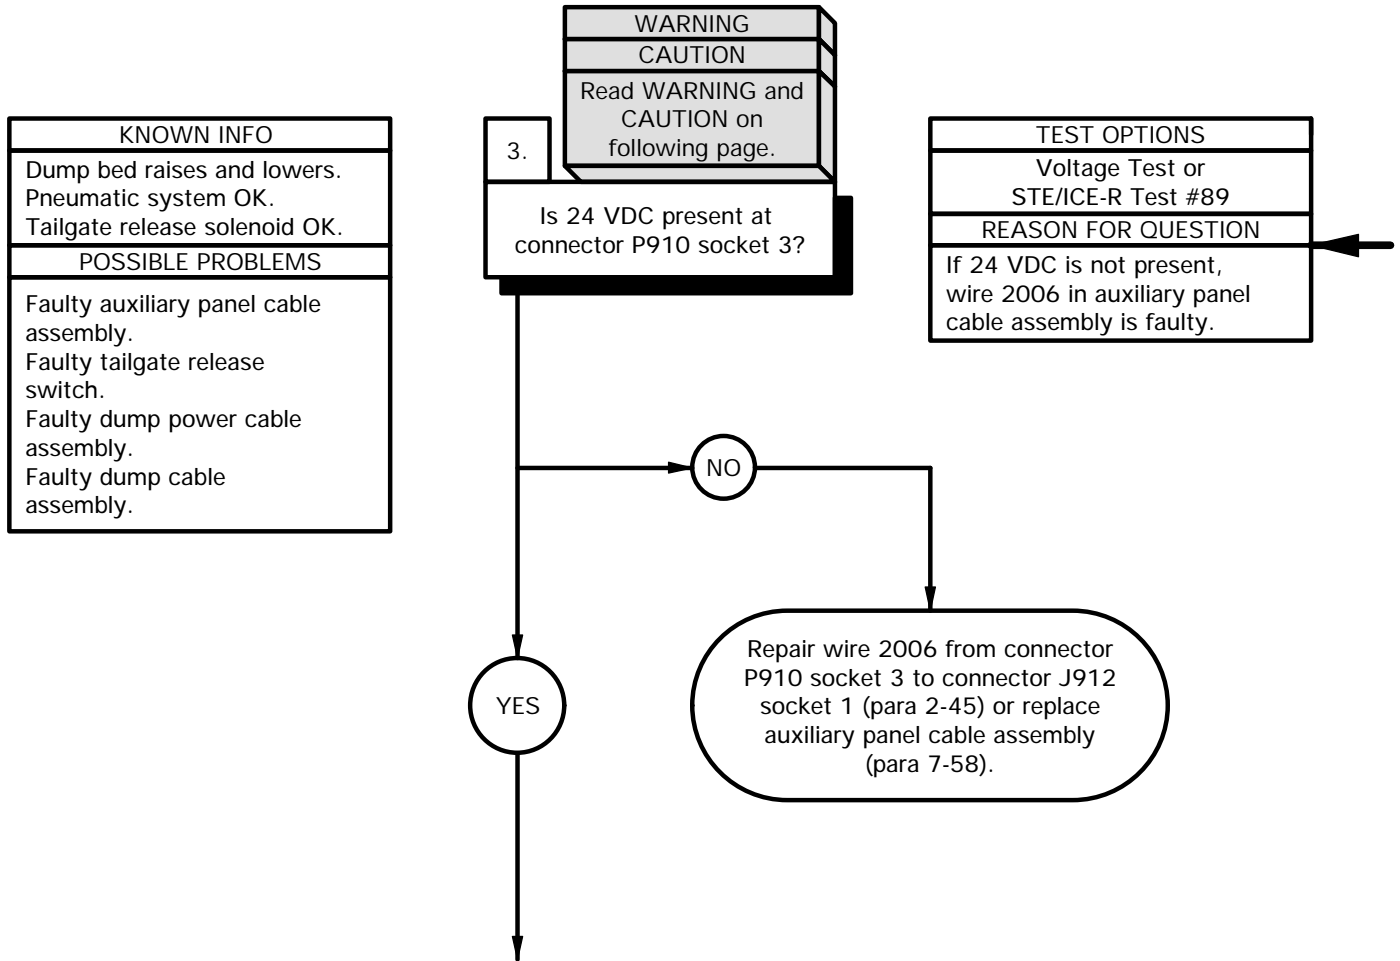 KNOWN INFO
Dump bed raises and lowers.
Pneumatic system OK.
Tailgate release solenoid OK.
POSSIBLE PROBLEMS
Faulty auxiliary panel cable
assembly.
Faulty tailgate release
switch.
Faulty dump power cable
assembly.
Faulty dump cable
assembly.
WARNING
CAUTION
Read WARNING and
CAUTION on
following page.
3.
Is 24 VDC present at
connector P910 socket 3?
TEST OPTIONS
Voltage Test or
STE/ICE-R Test #89
REASON FOR QUESTION
If 24 VDC is not present,
wire 2006 in auxiliary panel
cable assembly is faulty.
NO
YES
Repair wire 2006 from connector
P910 socket 3 to connector J912
socket 1 (para 2-45) or replace
auxiliary panel cable assembly
(para 7-58).